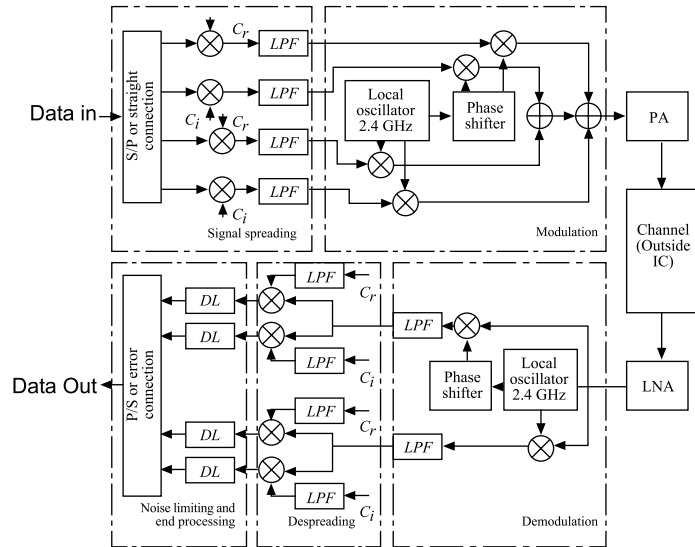 C_r
LPF
Data in
S/P or straight
connection
LPF
C_i
C_r
LPF
LPF
C_i
Signal spreading
Local
oscillator
2.4 GHz
Phase
shifter
Modulation
PA
Channel
(Outside
IC)
LNA
LPF
C_r
DL
DL
LPF
C_i
LPF
Phase
shifter
Local
oscillator
2.4 GHz
Data Out
P/S or error
connection
LPF
C_r
DL
DL
LPF
C_i
LPF
Noise limiting and
end processing
Despreading
Demodulation